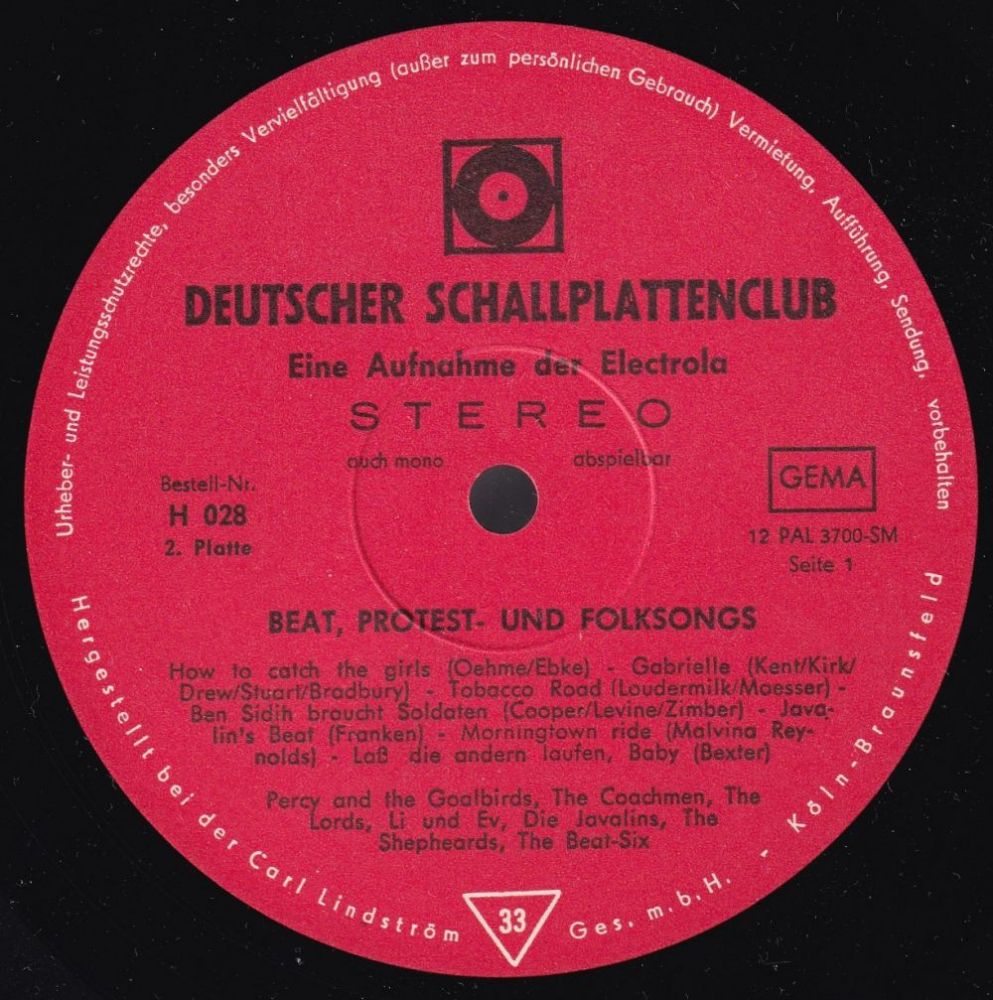 Urheber- und Leistungsschutzrechte, besonders Vervielfältigung (außer zum persönlichen Gebrauch) Vermietung, Aufführung, Sendung, vorbehalten
DEUTSCHER SCHALLPLATTENCLUB
Eine Aufnahme der Electrola
STEREO
auch mono abspielbar
Bestell-Nr.
H 028
2. Platte
GEMA
12 PAL 3700-SM
Seite 1
BEAT, PROTEST- UND FOLKSONGS
How to catch the girls (Oehme/Ebke) - Gabrielle (Kent/Kirk/
Drew/Stuart/Bradbury) - Tobacco Road (Loudermilk/Maesser) -
Ben Sidih braucht Soldaten (Cooper/Levine/Zimber) - Java-
lin's Beat (Franken) - Morningtown ride (Malvina Rey-
nolds) - Laß die andern laufen, Baby (Bexter)
Percy and the Goalbirds, The Coachmen, The
Lords, Li und Ev, Die Javalins, The
Shepheards, The Beat-Six
Hergestellt bei der Carl Lindström Ges. m.b.H. - Köln-Braunsfeld
33